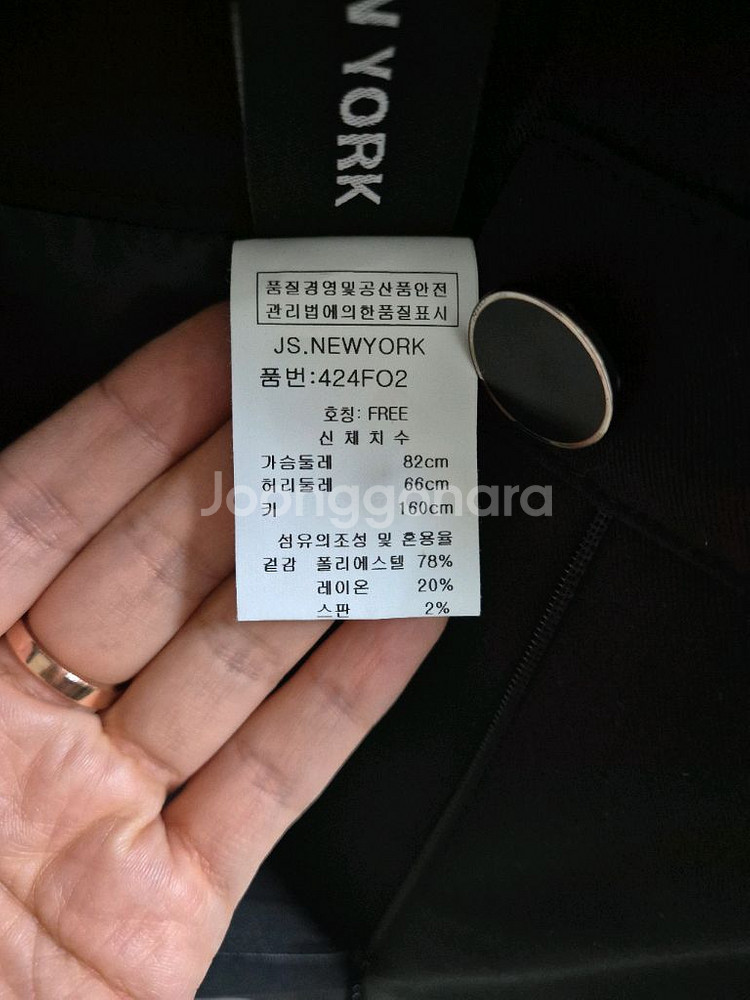 W YORK
품질경영및공산품안전
관리법에의한품질표시
JS.NEWYORK
품번:424FO2
호칭: FREE
신 체 치 수
가슴둘레 82cm
허리둘레 66cm
키 160cm
섬유의조성 및 혼용율
겉감 폴리에스텔 78%
레이온 20%
스판 2%
Joonggonara